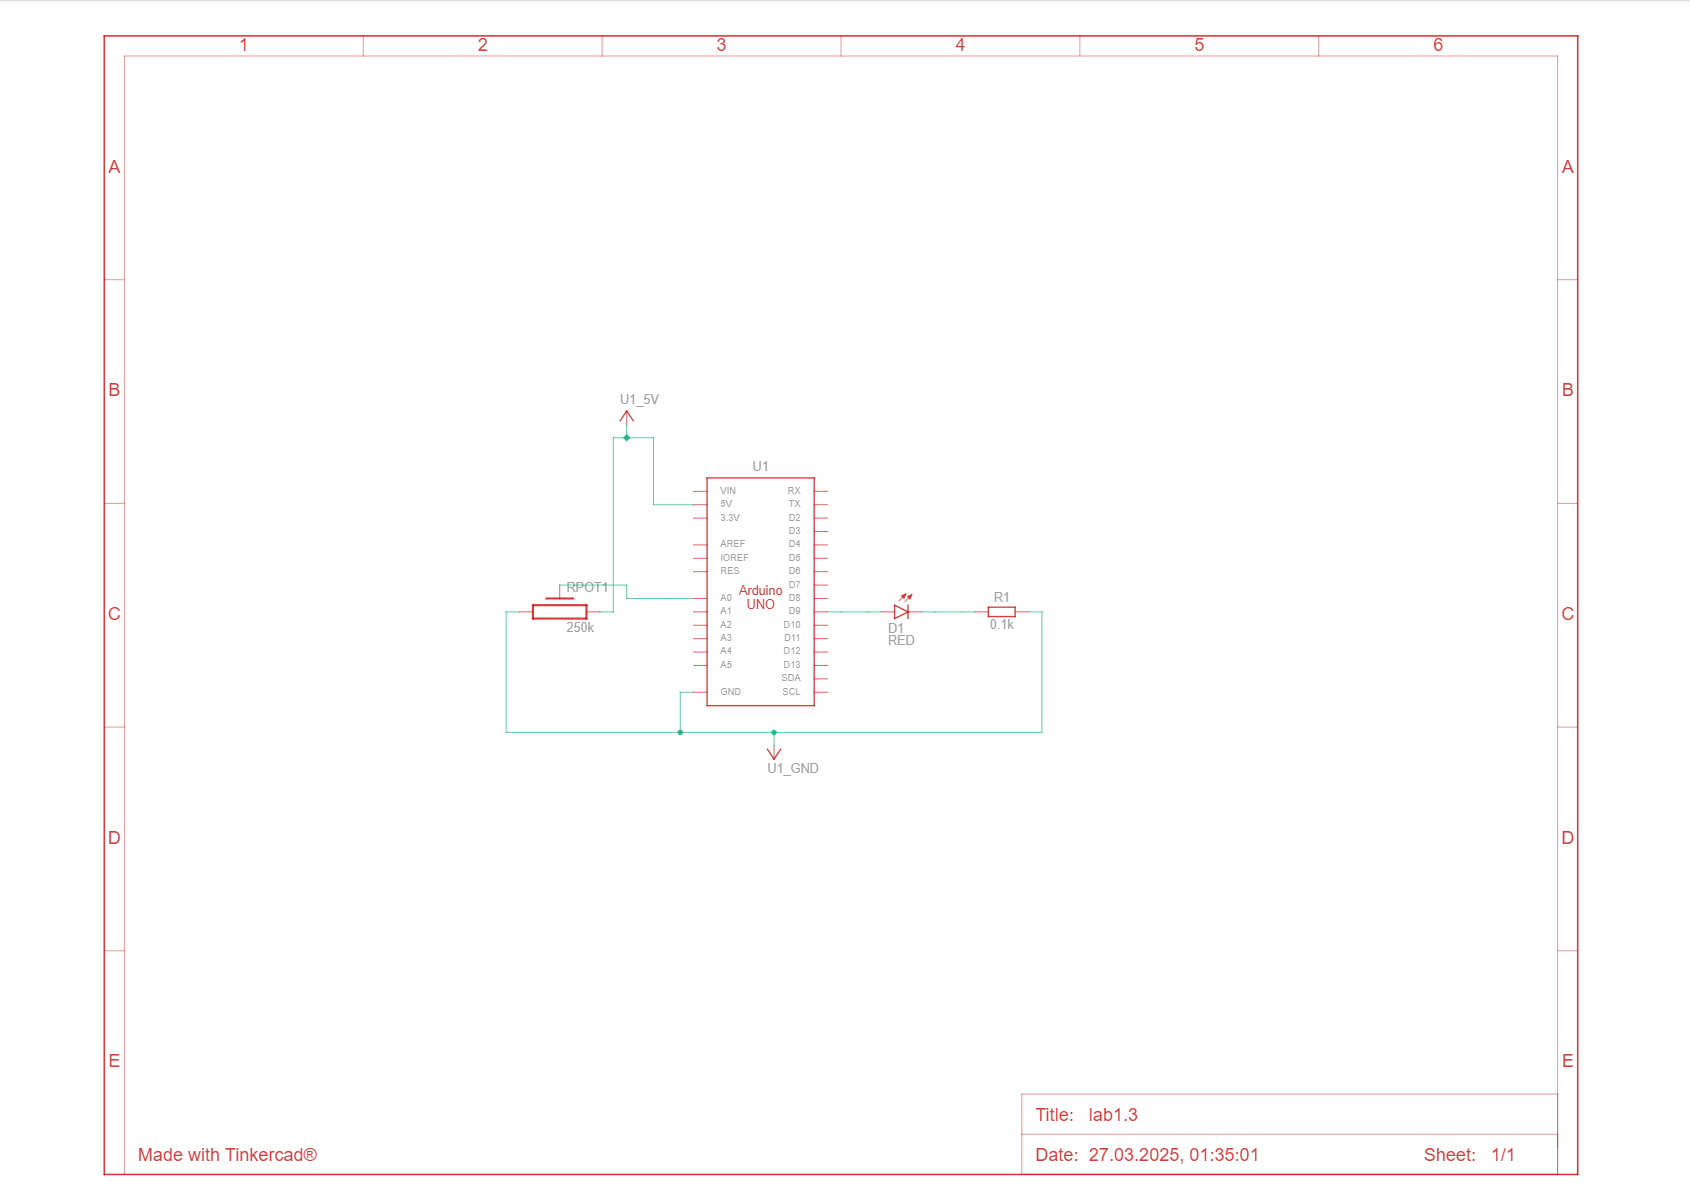 1 2 3 4 5 6
A A
B B
U1_5V
U1
VIN RX
5V TX
3.3V D2
D3
AREF D4
IOREF D5
RES D6
RPOT1 D7
Arduino
A0 D8
R1
UNO
A1 D9
C C
250k A2 D10 D1 0.1k
A3 D11 RED
A4 D12
A5 D13
SDA
GND SCL
U1_GND
D D
E E
Title: lab1.3
Made with Tinkercad®
Date: 27.03.2025, 01:35:01 Sheet: 1/1